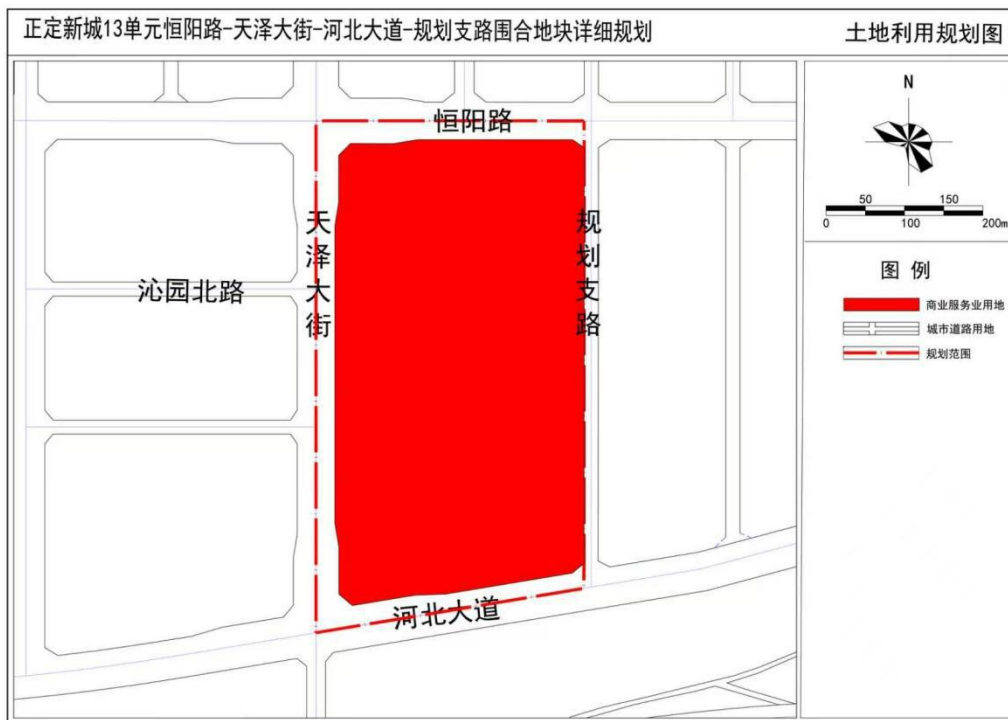 正定新城13单元恒阳路-天泽大街-河北大道-规划支路围合地块详细规划
土地利用规划图
恒阳路
天泽大街
规划支路
沁园北路
河北大道
N
50 150
0 100 200m
图 例
商业服务业用地
城市道路用地
规划范围